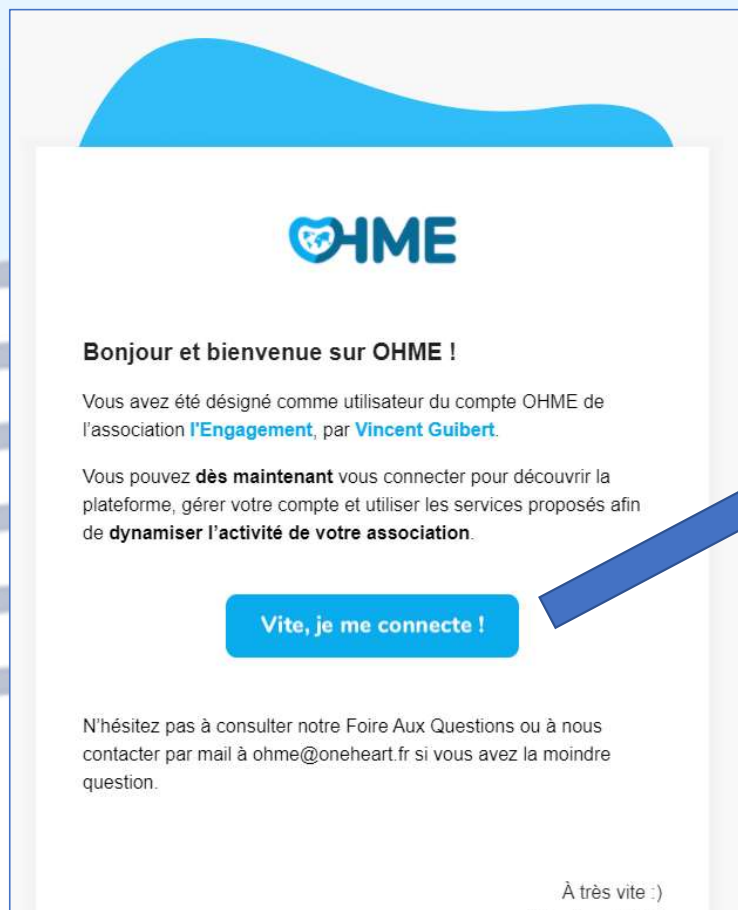 OHME
Bonjour et bienvenue sur OHME !
Vous avez été désigné comme utilisateur du compte OHME de
l'association l'Engagement, par Vincent Guibert.
Vous pouvez dès maintenant vous connecter pour découvrir la
plateforme, gérer votre compte et utiliser les services proposés afin
de dynamiser l'activité de votre association.
Vite, je me connecte !
N'hésitez pas à consulter notre Foire Aux Questions ou à nous
contacter par mail à ohme@oneheart.fr si vous avez la moindre
question.
À très vite :)